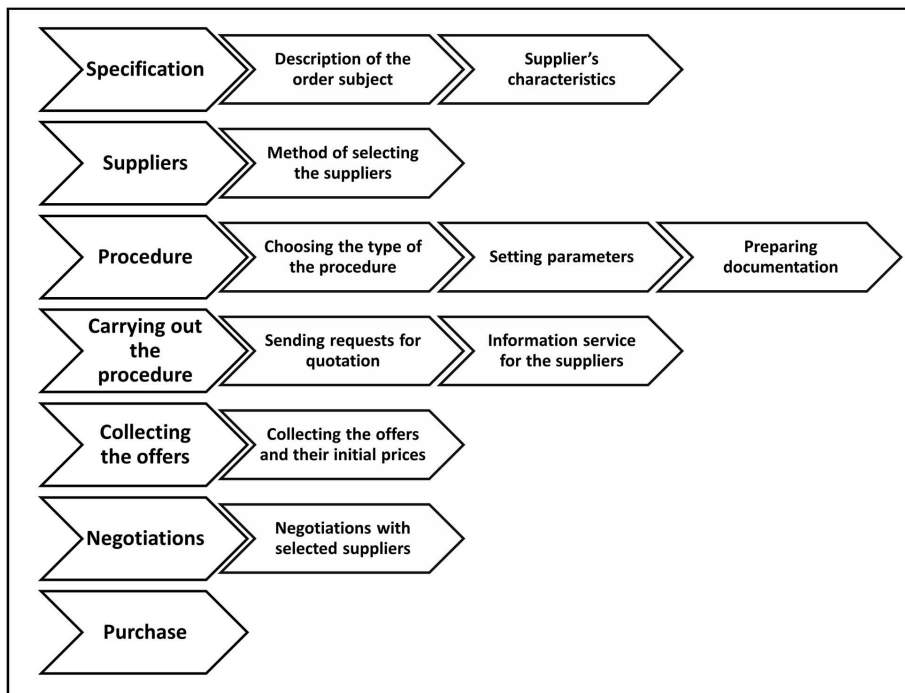 Specification
Description of the
order subject
Supplier’s
characteristics
Suppliers
Method of selecting
the suppliers
Procedure
Choosing the type of
the procedure
Setting parameters
Preparing
documentation
Carrying out
the
procedure
Sending requests for
quotation
Information service
for the suppliers
Collecting
the offers
Collecting the offers
and their initial prices
Negotiations
Negotiations with
selected suppliers
Purchase